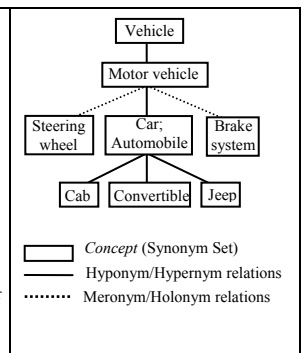 Vehicle
Motor vehicle
Steering
wheel
Car;
Automobile
Brake
system
Cab
Convertible
Jeep
Concept (Synonym Set)
Hyponym/Hypernym relations
Meronym/Holonym relations